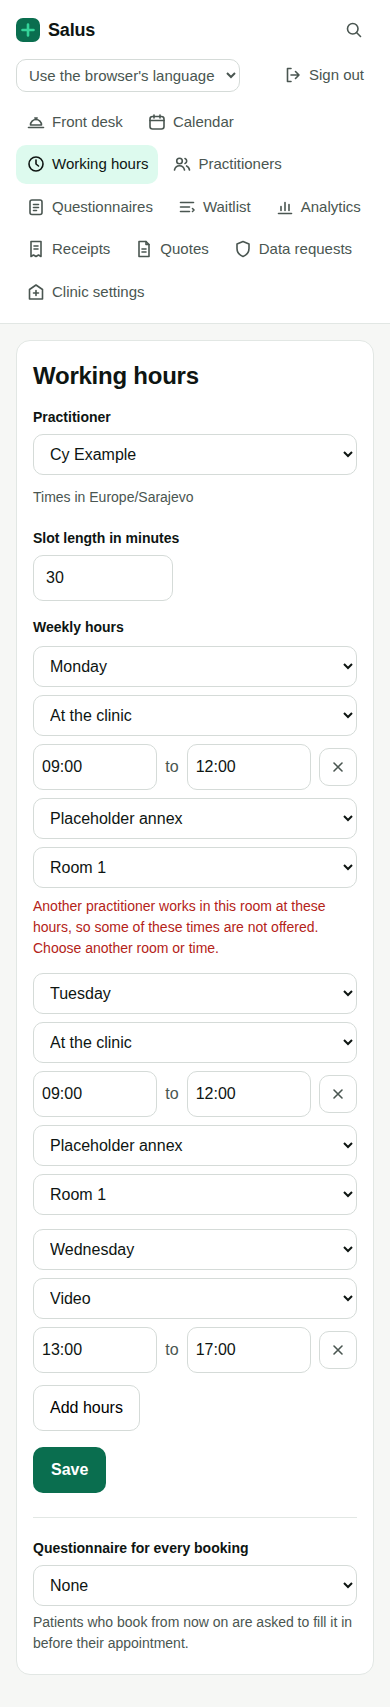 Salus
Use the browser's language
Sign out
Front desk
Calendar
Working hours
Practitioners
Questionnaires
Waitlist
Analytics
Receipts
Quotes
Data requests
Clinic settings
Working hours
Practitioner
Cy Example
Times in Europe/Sarajevo
Slot length in minutes
30
Weekly hours
Monday
At the clinic
09:00 to 12:00
Placeholder annex
Room 1
Another practitioner works in this room at these
hours, so some of these times are not offered.
Choose another room or time.
Tuesday
At the clinic
09:00 to 12:00
Placeholder annex
Room 1
Wednesday
Video
13:00 to 17:00
Add hours
Save
Questionnaire for every booking
None
Patients who book from now on are asked to fill it in
before their appointment.